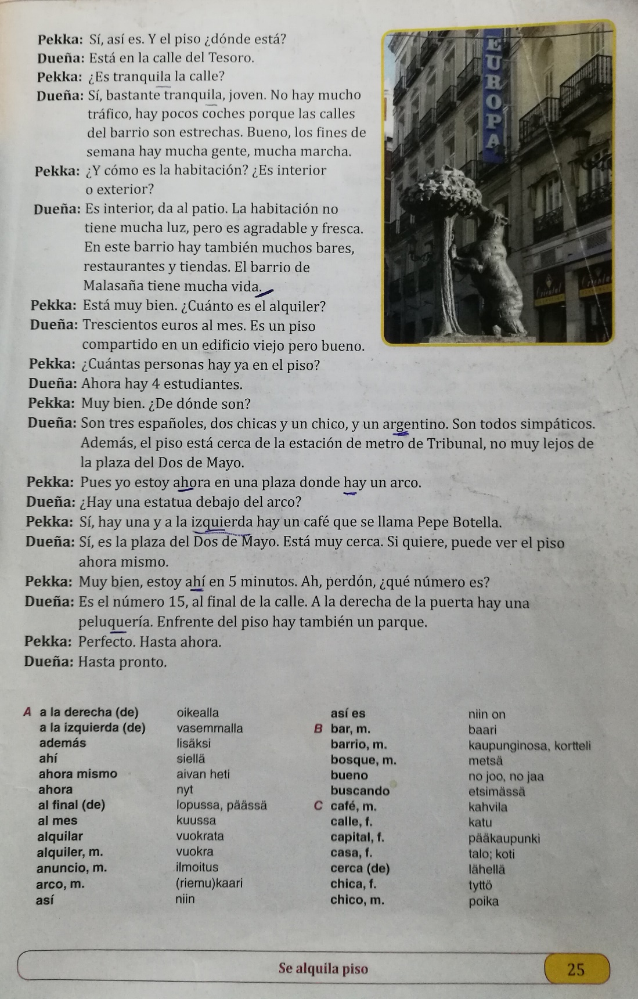 Pekka: Sí, así es. Y el piso ¿dónde está?
Dueña: Está en la calle del Tesoro.
Pekka: ¿Es tranquila la calle?
Dueña: Sí, bastante tranquila, joven. No hay mucho
tráfico, hay pocos coches porque las calles
del barrio son estrechas. Bueno, los fines de
semana hay mucha gente, mucha marcha.
Pekka: ¿Y cómo es la habitación? ¿Es interior
o exterior?
Dueña: Es interior, da al patio. La habitación no
tiene mucha luz, pero es agradable y fresca.
En este barrio hay también muchos bares,
restaurantes y tiendas. El barrio de
Malasaña tiene mucha vida.
Pekka: Está muy bien. ¿Cuánto es el alquiler?
Dueña: Trescientos euros al mes. Es un piso
compartido en un edificio viejo pero bueno.
Pekka: ¿Cuántas personas hay ya en el piso?
Dueña: Ahora hay 4 estudiantes.
Pekka: Muy bien. ¿De dónde son?
Dueña: Son tres españoles, dos chicas y un chico, y un argentino. Son todos simpáticos.
Además, el piso está cerca de la estación de metro de Tribunal, no muy lejos de
la plaza del Dos de Mayo.
Pekka: Pues yo estoy ahora en una plaza donde hay un arco.
Dueña: ¿Hay una estatua debajo del arco?
Pekka: Sí, hay una y a la izquierda hay un café que se llama Pepe Botella.
Dueña: Sí, es la plaza del Dos de Mayo. Está muy cerca. Si quiere, puede ver el piso
ahora mismo.
Pekka: Muy bien, estoy ahí en 5 minutos. Ah, perdón, ¿qué número es?
Dueña: Es el número 15, al final de la calle. A la derecha de la puerta hay una
peluquería. Enfrente del piso hay también un parque.
Pekka: Perfecto. Hasta ahora.
Dueña: Hasta pronto.
EUROPA
Oriental
A a la derecha (de) oikealla
a la izquierda (de) vasemmalla
además lisäksi
ahí siellä
ahora mismo aivan heti
ahora nyt
al final (de) lopussa, päässä
al mes kuussa
alquilar vuokrata
alquiler, m. vuokra
anuncio, m. ilmoitus
arco, m. (riemu)kaari
así niin
así es niin on
B bar, m. baari
barrio, m. kaupunginosa, kortteli
bosque, m. metsä
bueno no joo, no jaa
buscando etsimässä
C café, m. kahvila
calle, f. katu
capital, f. pääkaupunki
casa, f. talo; koti
cerca (de) lähellä
chica, f. tyttö
chico, m. poika
Se alquila piso
25